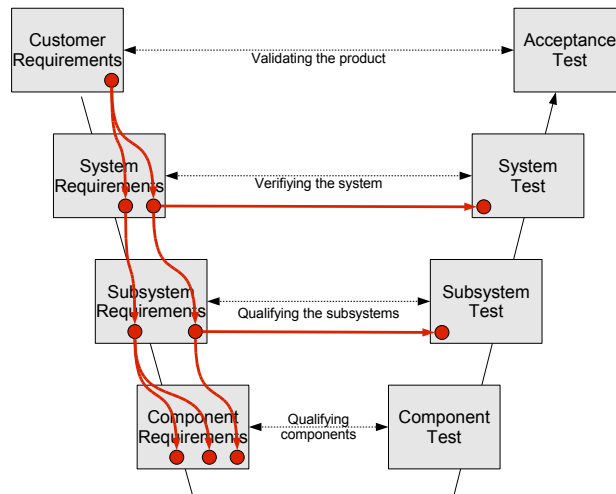 Customer
Requirements
Validating the product
Acceptance
Test
System
Requirements
Verifiying the system
System
Test
Subsystem
Requirements
Qualifying the subsystems
Subsystem
Test
Component
Requirements
Qualifying
components
Component
Test